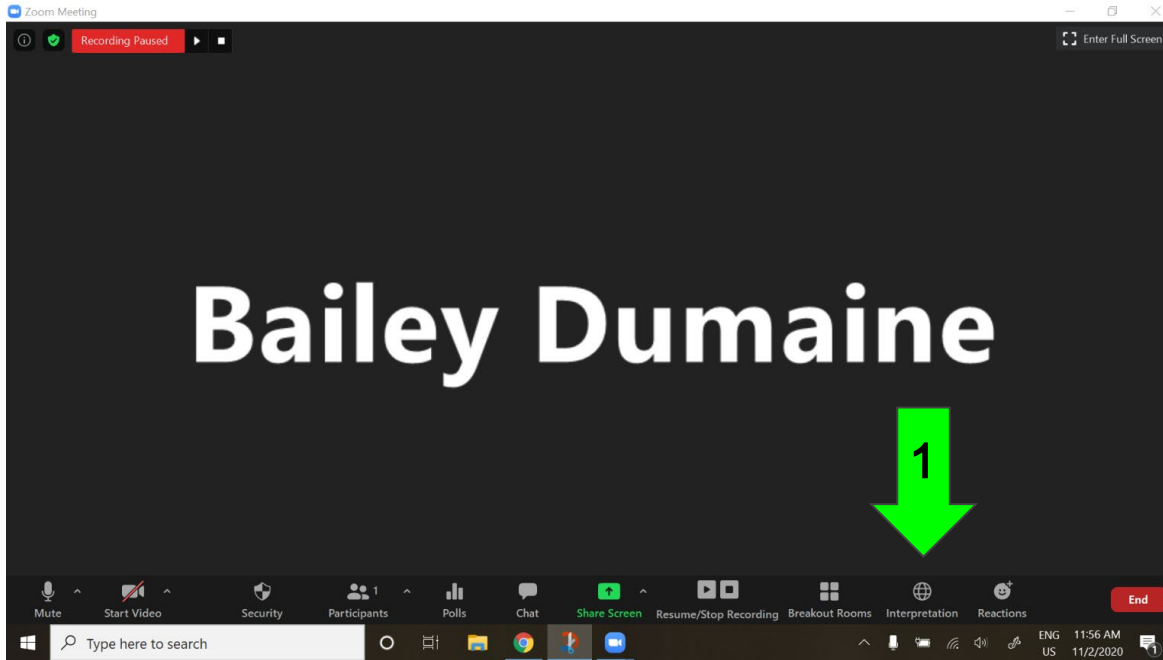 Zoom Meeting
Recording Paused
Enter Full Screen
Bailey Dumaine
1
Mute Start Video Security Participants 1 Polls Chat Share Screen Resume/Stop Recording Breakout Rooms Interpretation Reactions End
Type here to search
ENG 11:56 AM
US 11/2/2020 1